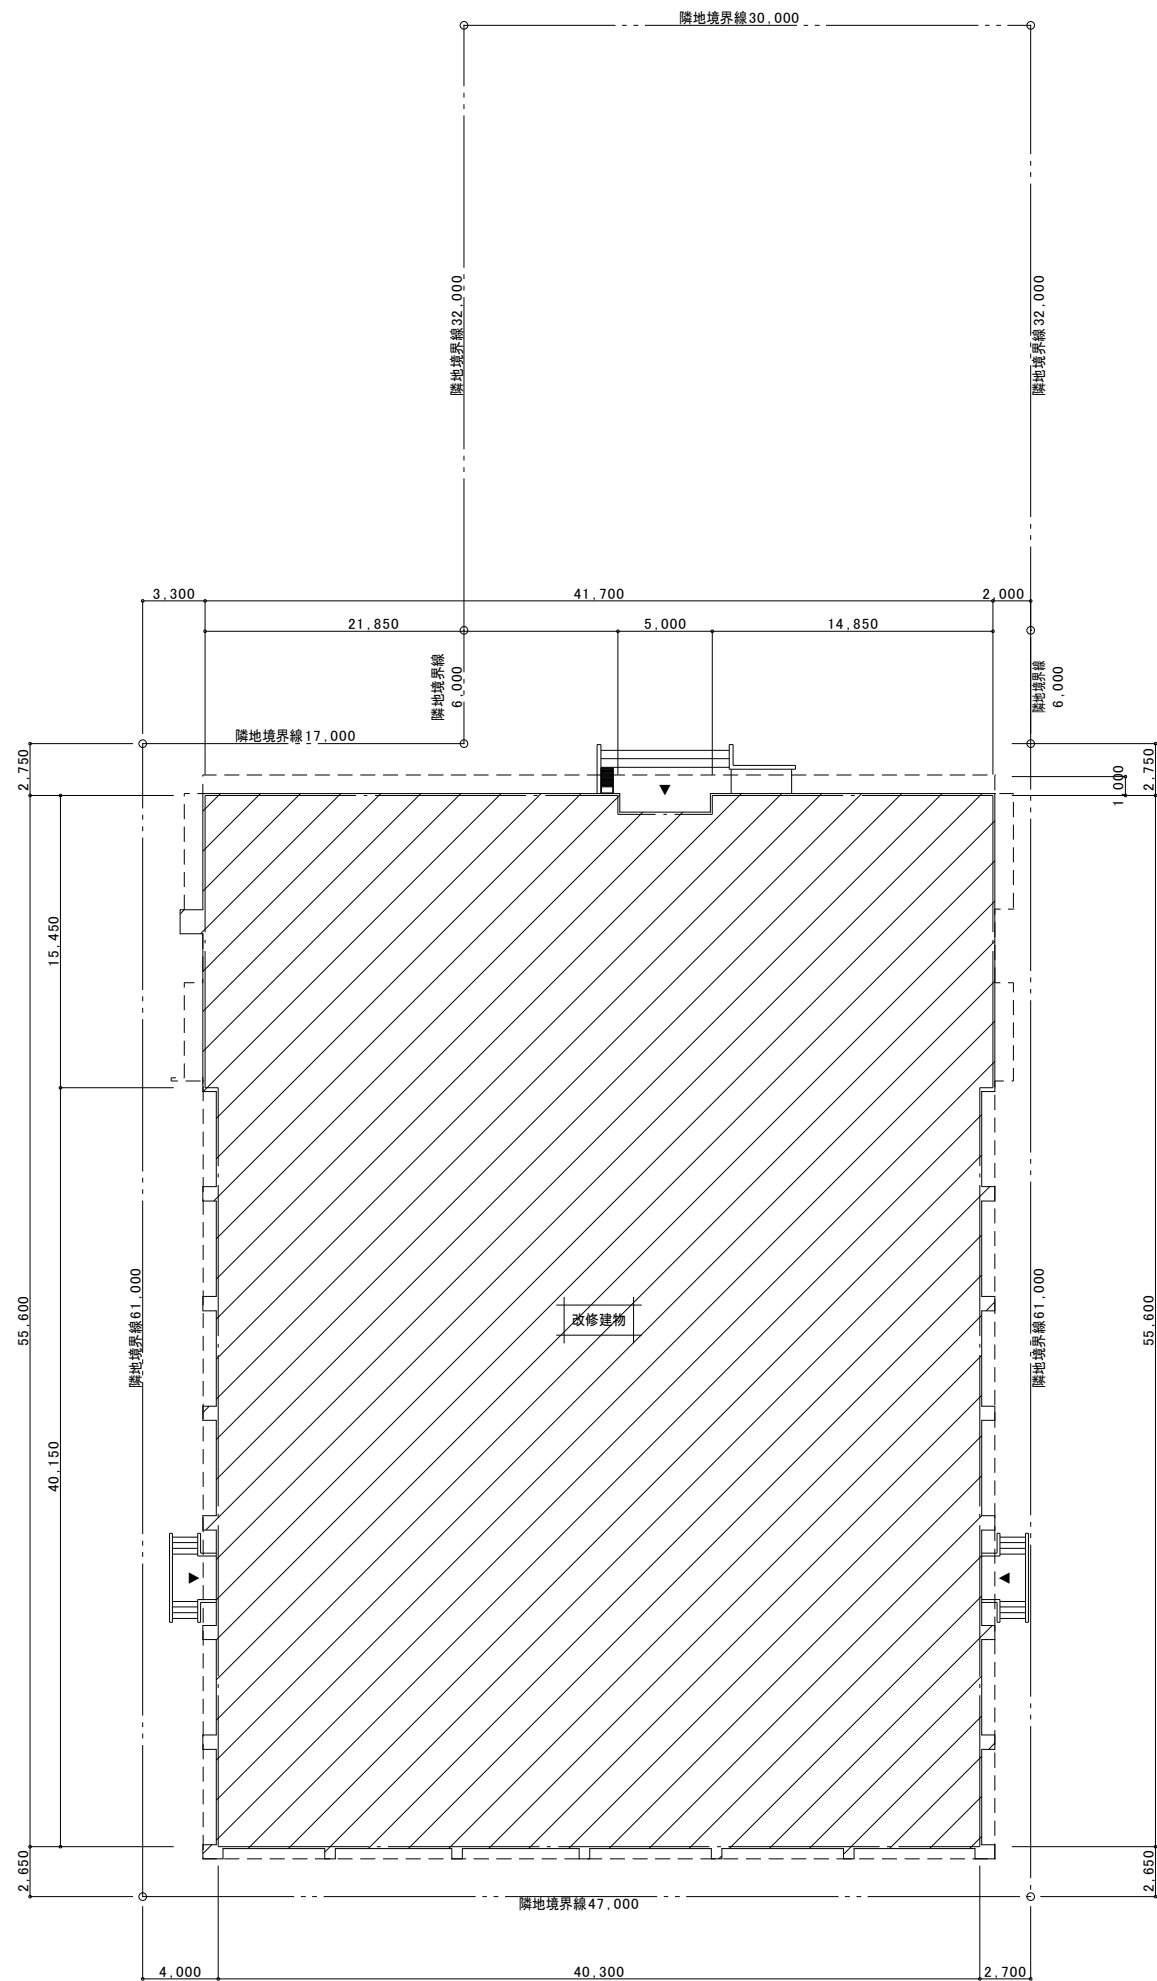 隣地境界線30,000
隣地境界線32,000
隣地境界線32,000
3,300
41,700
2,000
21,850
5,000
14,850
隣地境界線
6,000
隣地境界線
6,000
隣地境界線17,000
2,750
2,750
1,000
15,450
55,600
隣地境界線61,000
改修建物
隣地境界線61,000
55,600
40,150
2,650
2,650
隣地境界線47,000
4,000
40,300
2,700